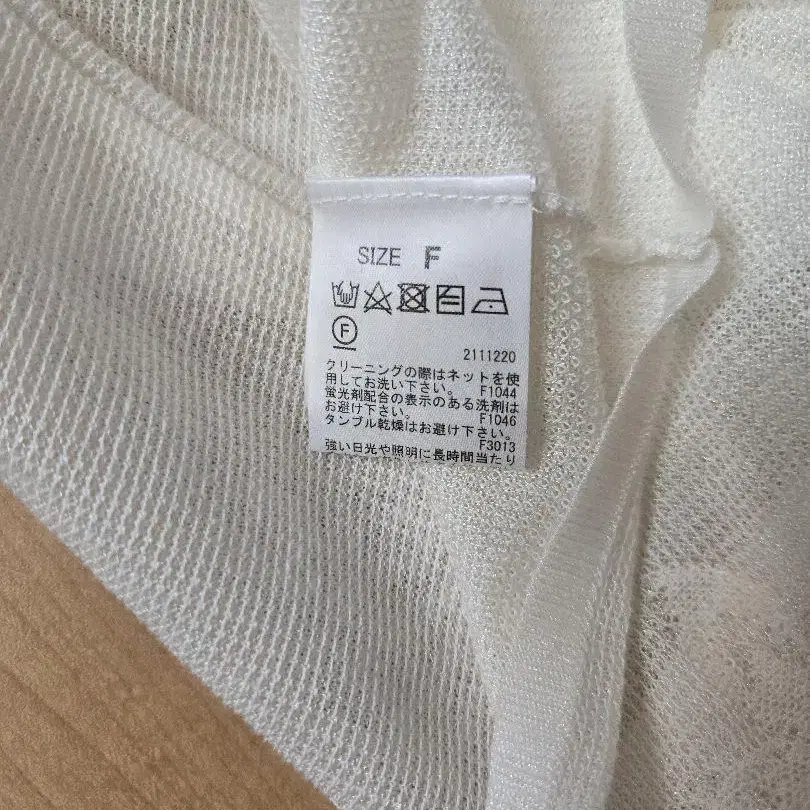 SIZE F
F
2111220
クリーニングの際はネットを使
用してお洗い下さい。 F1044
蛍光剤配合の表示のある洗剤は
お避け下さい。 F1046
タンブル乾燥はお避け下さい。
F3013
強い日光や照明に長時間当たり